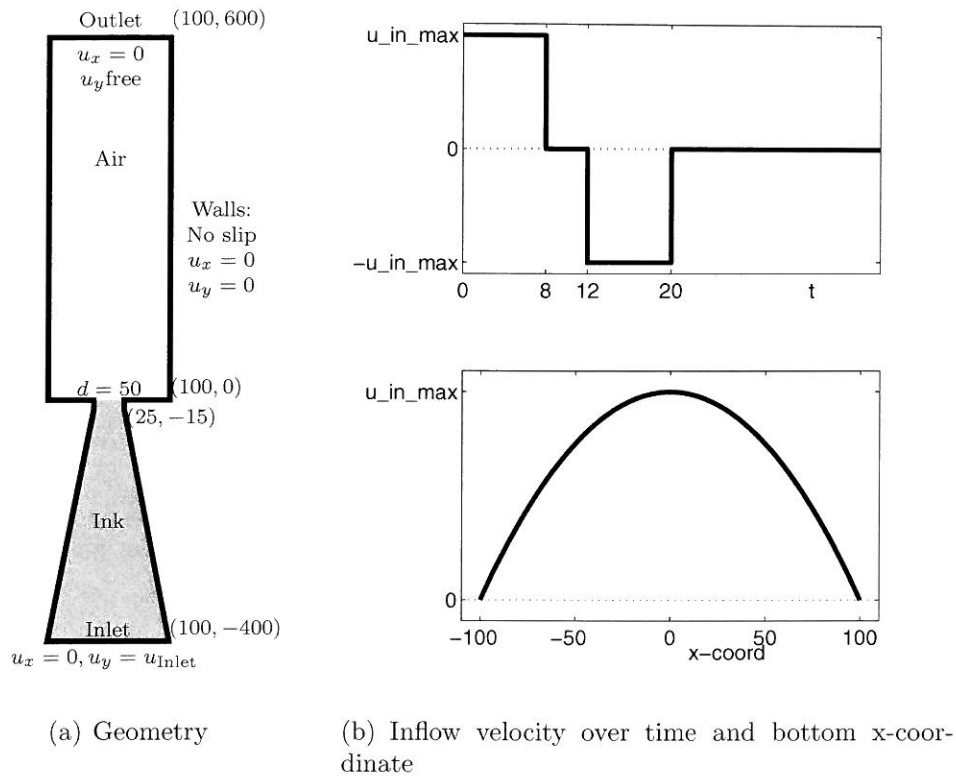 Outlet (100, 600)
u_x = 0
u_y free
Air
Walls:
No slip
u_x = 0
u_y = 0
d = 50 (100, 0)
(25, −15)
Ink
Inlet (100, −400)
u_x = 0, u_y = u_Inlet
(a) Geometry
u_in_max
0
−u_in_max
0 8 12 20 t
u_in_max
0
−100 −50 0 50 100
x−coord
(b) Inflow velocity over time and bottom x-coor-
dinate